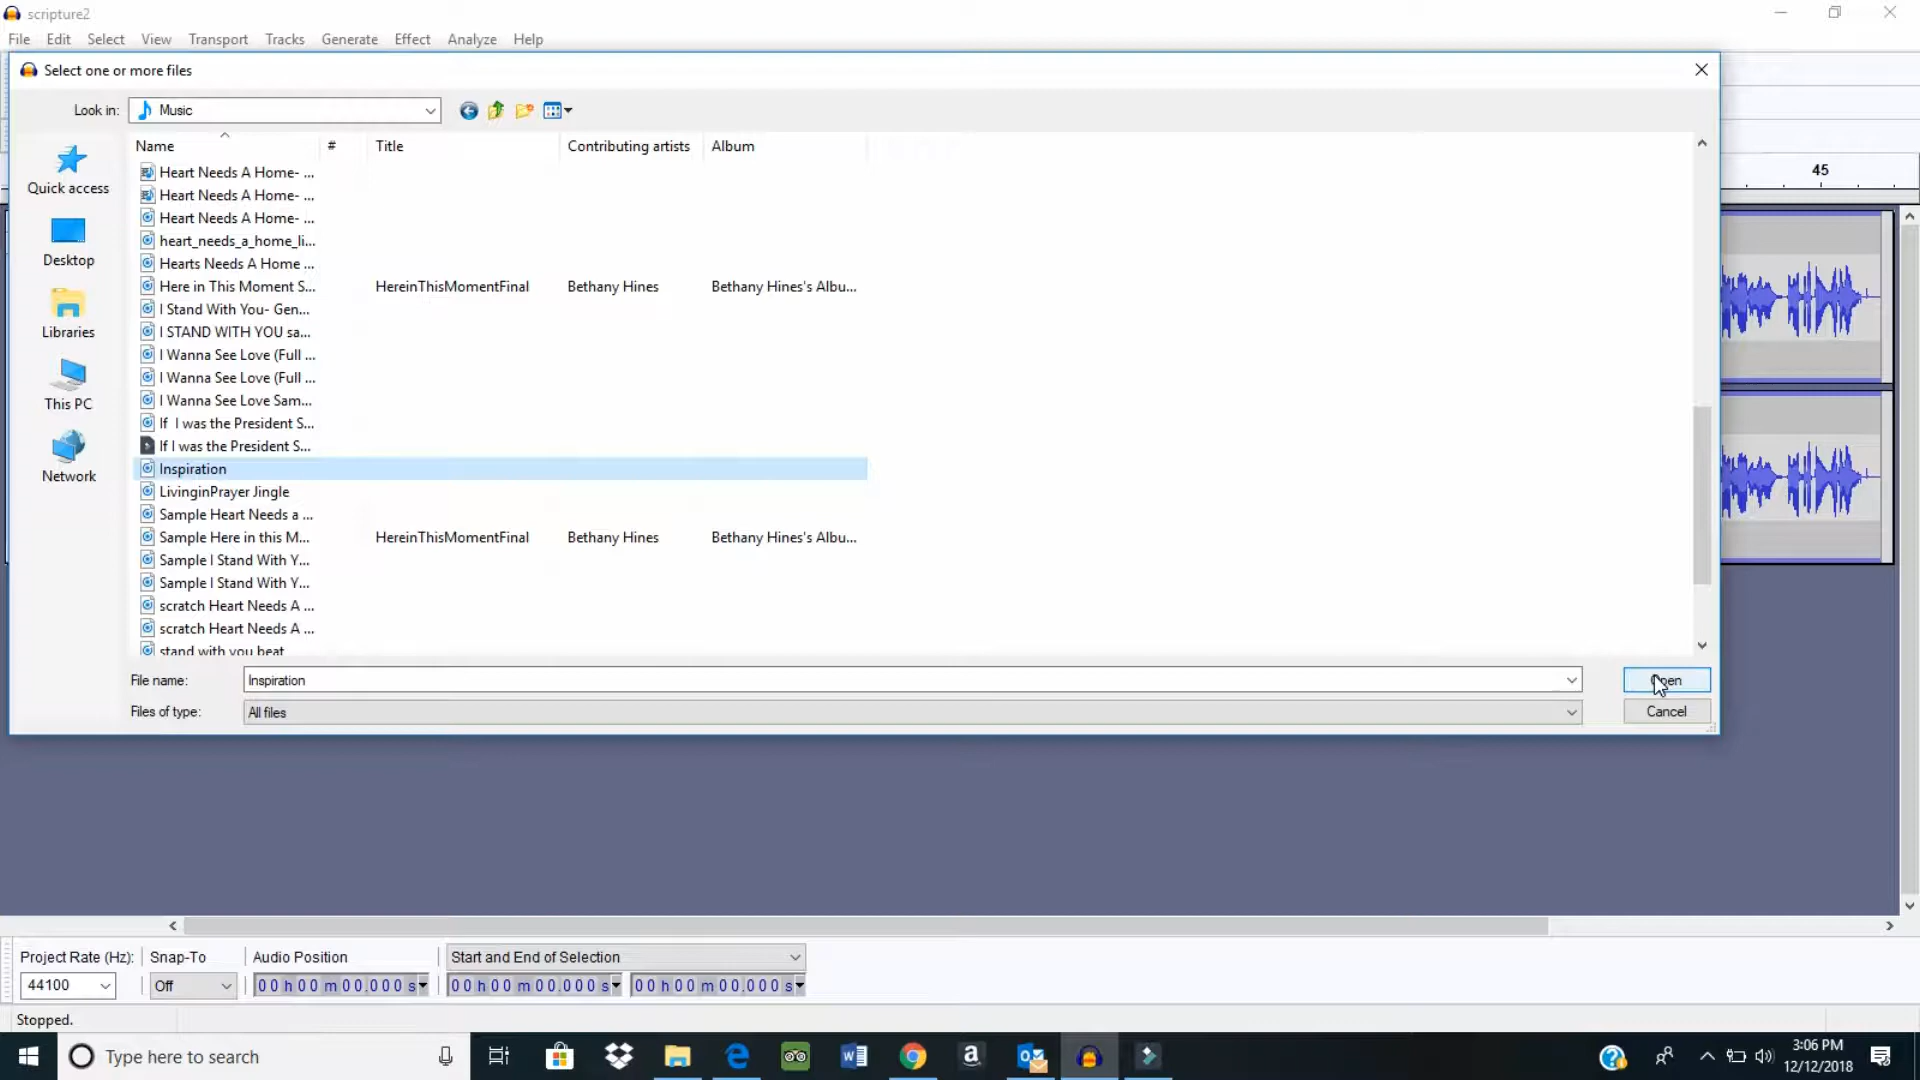 scripture2
File Edit Select View Transport Tracks Generate Effect Analyze Help
Select one or more files
Look in: Music
Name # Title Contributing artists Album
45
Quick access
Desktop
Libraries
This PC
Network
Heart Needs A Home- ...
Heart Needs A Home- ...
Heart Needs A Home- ...
heart_needs_a_home_li...
Hearts Needs A Home ...
Here in This Moment S... HereinThisMomentFinal Bethany Hines Bethany Hines's Albu...
I Stand With You- Gen...
I STAND WITH YOU sa...
I Wanna See Love (Full ...
I Wanna See Love (Full ...
I Wanna See Love Sam...
If  I was the President S...
If I was the President S...
Inspiration
LivinginPrayer Jingle
Sample Heart Needs a ...
Sample Here in this M... HereinThisMomentFinal Bethany Hines Bethany Hines's Albu...
Sample I Stand With Y...
Sample I Stand With Y...
scratch Heart Needs A ...
scratch Heart Needs A ...
stand with you beat
File name: Inspiration Open
Files of type: All files Cancel
Project Rate (Hz): Snap-To Audio Position Start and End of Selection
44100 Off 00 h 00 m 00.000 s 00 h 00 m 00.000 s 00 h 00 m 00.000 s
Stopped.
Type here to search
3:06 PM
12/12/2018